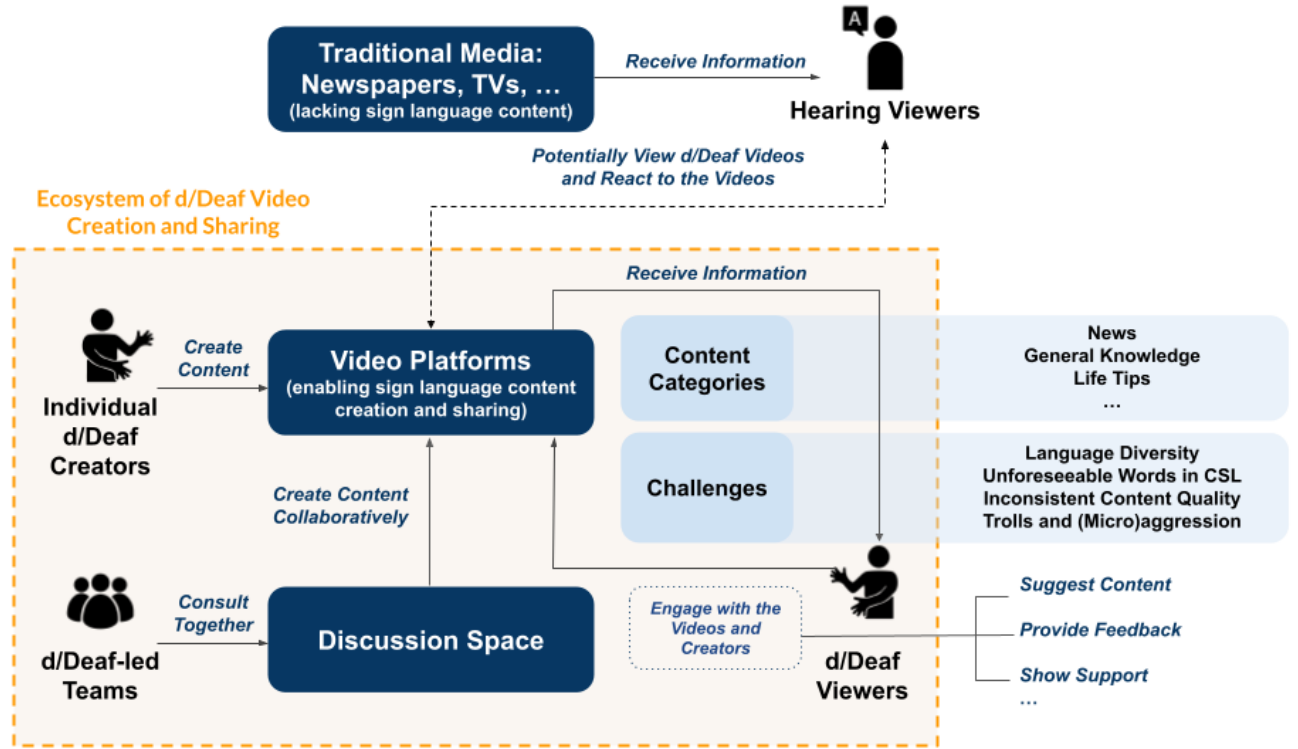 Traditional Media:
Newspapers, TVs, ...
(lacking sign language content)
Receive Information
A
Hearing Viewers
Potentially View d/Deaf Videos
and React to the Videos
Ecosystem of d/Deaf Video
Creation and Sharing
Receive Information
Individual
d/Deaf
Creators
Create
Content
Video Platforms
(enabling sign language content
creation and sharing)
Content
Categories
News
General Knowledge
Life Tips
...
Challenges
Language Diversity
Unforeseeable Words in CSL
Inconsistent Content Quality
Trolls and (Micro)aggression
Create Content
Collaboratively
d/Deaf-led
Teams
Consult
Together
Discussion Space
Engage with the
Videos and
Creators
d/Deaf
Viewers
Suggest Content
Provide Feedback
Show Support
...